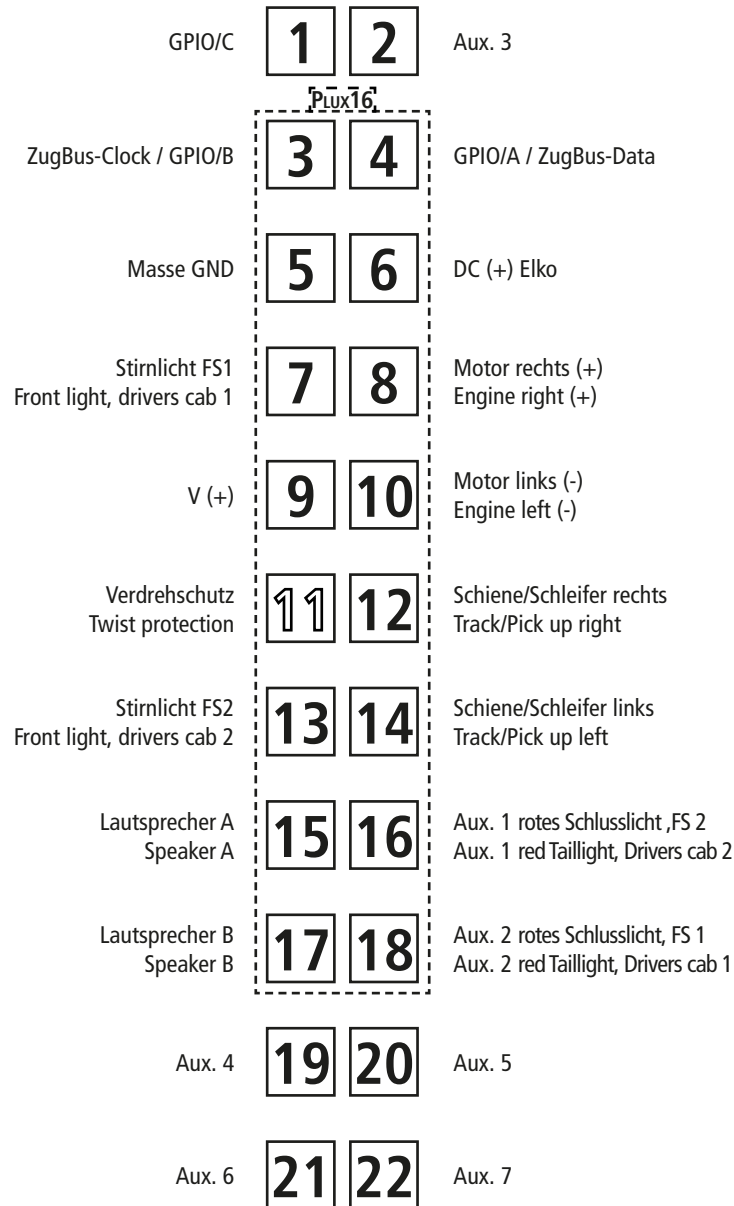 GPIO/C 1 2 Aux. 3
PLUX16
ZugBus-Clock / GPIO/B 3 4 GPIO/A / ZugBus-Data
Masse GND 5 6 DC (+) Elko
Stirnlicht FS1
Front light, drivers cab 1
7 8
Motor rechts (+)
Engine right (+)
V (+)
9 10
Motor links (-)
Engine left (-)
Verdrehschutz
Twist protection
11 12
Schiene/Schleifer rechts
Track/Pick up right
Stirnlicht FS2
Front light, drivers cab 2
13 14
Schiene/Schleifer links
Track/Pick up left
Lautsprecher A
Speaker A
15 16
Aux. 1 rotes Schlusslicht ,FS 2
Aux. 1 red Taillight, Drivers cab 2
Lautsprecher B
Speaker B
17 18
Aux. 2 rotes Schlusslicht, FS 1
Aux. 2 red Taillight, Drivers cab 1
Aux. 4 19 20 Aux. 5
Aux. 6 21 22 Aux. 7